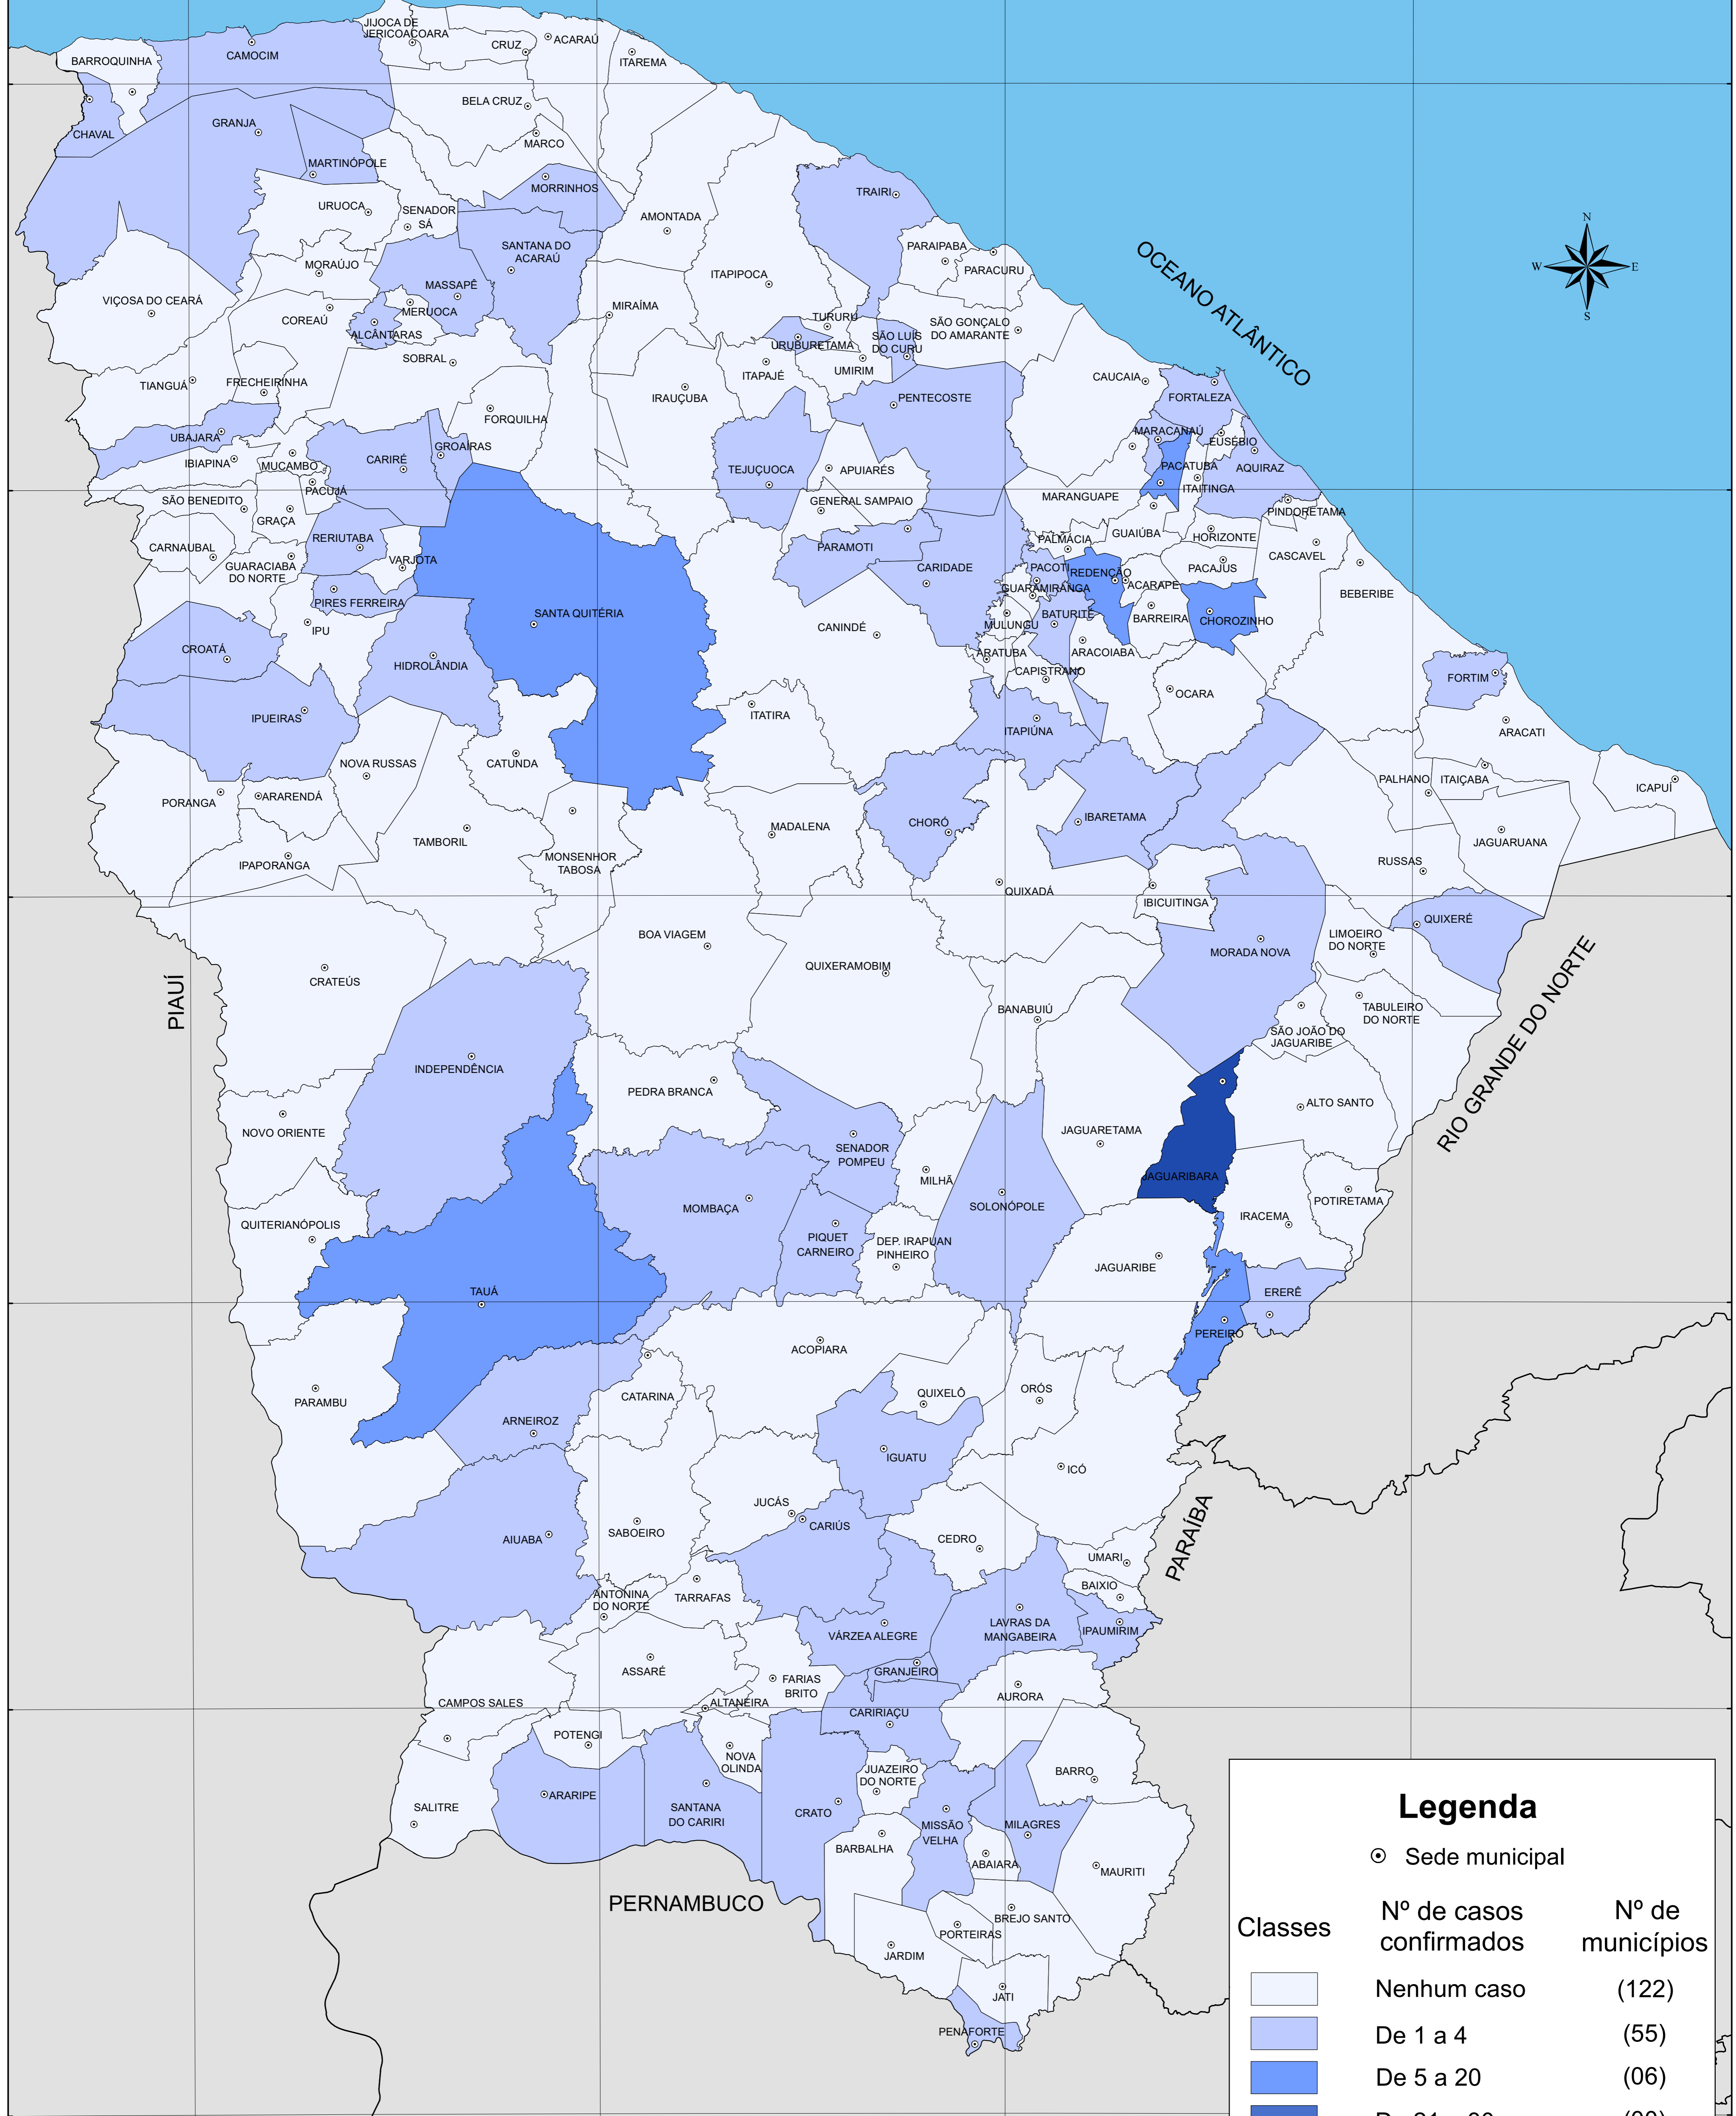 JIJOCA DE
JERICOACOARA
CRUZ
ACARAÚ
ITAREMA
BARROQUINHA
CAMOCIM
BELA CRUZ
CHAVAL
GRANJA
MARCO
MARTINÓPOLE
MORRINHOS
TRAIRI
URUOCA
SENADOR
SÁ
AMONTADA
SANTANA DO
ACARAÚ
PARAIPABA
PARACURU
OCEANO ATLÂNTICO
N
W
E
S
MORAÚJO
ITAPIPOCA
MASSAPÊ
VIÇOSA DO CEARÁ
MIRAÍMA
MERUOCA
COREAÚ
TURURÚ
SÃO GONÇALO
DO AMARANTE
ALCÂNTARAS
URUBURETAMA
SÃO LUÍS
DO CURU
SOBRAL
UMIRIM
ITAPAJÉ
TIANGUÁ
FRECHEIRINHA
CAUCAIA
IRAUÇUBA
PENTECOSTE
FORTALEZA
FORQUILHA
UBAJARA
MARACANAÚ
EUSÉBIO
GROAÍRAS
CARIRÉ
IBIAPINA
MUCAMBO
TEJUÇUOCA
APUIARÉS
PACATUBA
AQUIRAZ
PACUJÁ
ITAITINGA
MARANGUAPE
SÃO BENEDITO
GENERAL SAMPAIO
PINDORETAMA
GRAÇA
GUAIÚBA
HORIZONTE
RERIUTABA
PALMÁCIA
CARNAUBAL
PARAMOTI
CASCAVEL
VARJOTA
GUARACIABA
DO NORTE
CARIDADE
PACOTI
REDENÇÃO
PACAJUS
GUARAMIRANGA
ACARAPE
BEBERIBE
PIRES FERREIRA
SANTA QUITÉRIA
BATURITÉ
BARREIRA
CHOROZINHO
CANINDÉ
MULUNGU
IPU
CROATÁ
ARATUBA
ARACOIABA
HIDROLÂNDIA
CAPISTRANO
FORTIM
OCARA
IPUEIRAS
ITATIRA
ITAPIÚNA
ARACATI
NOVA RUSSAS
CATUNDA
PALHANO
ITAIÇABA
ICAPUÍ
PORANGA
ARARENDÁ
IBARETAMA
CHORÓ
MADALENA
TAMBORIL
JAGUARUANA
MONSENHOR
TABOSA
RUSSAS
IPAPORANGA
QUIXADÁ
IBICUITINGA
QUIXERÉ
BOA VIAGEM
LIMOEIRO
DO NORTE
MORADA NOVA
QUIXERAMOBIM
CRATEÚS
PIAUÍ
BANABUIÚ
TABULEIRO
DO NORTE
SÃO JOÃO DO
JAGUARIBE
RIO GRANDE DO NORTE
INDEPENDÊNCIA
PEDRA BRANCA
ALTO SANTO
NOVO ORIENTE
JAGUARETAMA
SENADOR
POMPEU
JAGUARIBARA
MILHÃ
POTIRETAMA
MOMBAÇA
SOLONÓPOLE
IRACEMA
QUITERIANÓPOLIS
PIQUET
CARNEIRO
DEP. IRAPUAN
PINHEIRO
JAGUARIBE
TAUÁ
ERERÊ
PEREIRO
ACOPIARA
CATARINA
QUIXELÔ
ORÓS
PARAMBU
ARNEIROZ
IGUATU
ICÓ
JUCÁS
CARIÚS
SABOEIRO
AIUABA
CEDRO
PARAÍBA
UMARI
BAIXIO
ANTONINA
DO NORTE
TARRAFAS
LAVRAS DA
MANGABEIRA
IPAUMIRIM
VÁRZEA ALEGRE
ASSARÉ
GRANJEIRO
FARIAS
BRITO
AURORA
CAMPOS SALES
ALTANEIRA
CARIRIAÇU
POTENGI
NOVA
OLINDA
JUAZEIRO
DO NORTE
BARRO
ARARIPE
SALITRE
SANTANA
DO CARIRI
CRATO
MISSÃO
VELHA
MILAGRES
BARBALHA
ABAIARA
MAURITI
PERNAMBUCO
BREJO SANTO
PORTEIRAS
JARDIM
JATI
PENAFORTE
Legenda
Sede municipal
Classes
Nº de casos
confirmados
Nº de
municípios
Nenhum caso
(122)
De 1 a 4
(55)
De 5 a 20
(06)